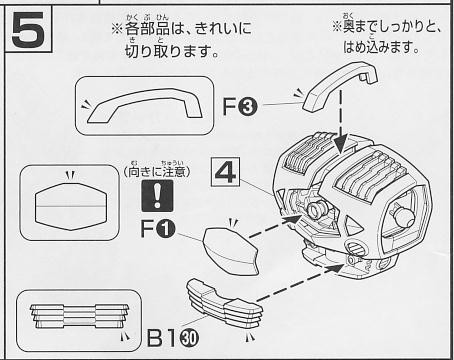 5
※各部品は、きれいに
切り取ります。
※奥までしっかりと、
はめ込みます。
F❸
(向きに注意)
!
4
F❶
B1㉚